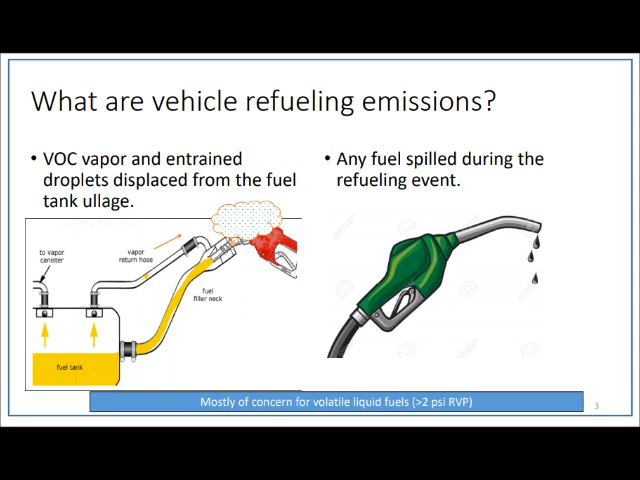 What are vehicle refueling emissions?
• VOC vapor and entrained
droplets displaced from the fuel
tank ullage.
• Any fuel spilled during the
refueling event.
to vapor
canister
vapor
return hose
fuel
filler neck
fuel tank
Mostly of concern for volatile liquid fuels (>2 psi RVP)
3